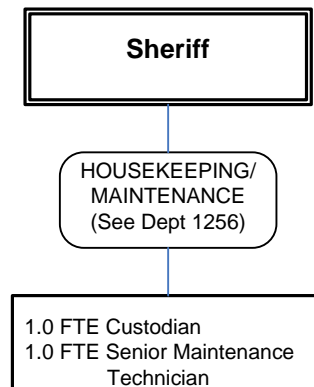 Sheriff
HOUSEKEEPING/
MAINTENANCE
(See Dept 1256)
1.0 FTE Custodian
1.0 FTE Senior Maintenance
Technician